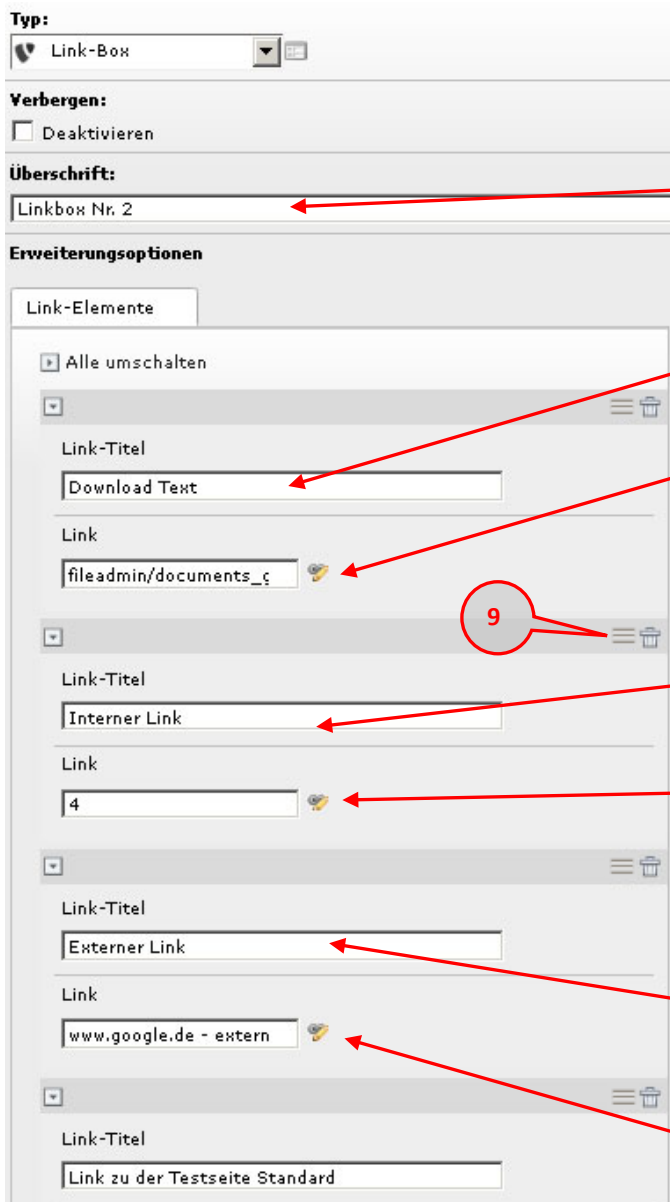 Typ:
Link-Box
Verbergen:
Deaktivieren
Überschrift:
Linkbox Nr. 2
Erweiterungsoptionen
Link-Elemente
Alle umschalten
Link-Titel
Download Text
Link
fileadmin/documents_g
9
Link-Titel
Interner Link
Link
4
Link-Titel
Externer Link
Link
www.google.de - extern
Link-Titel
Link zu der Testseite Standard